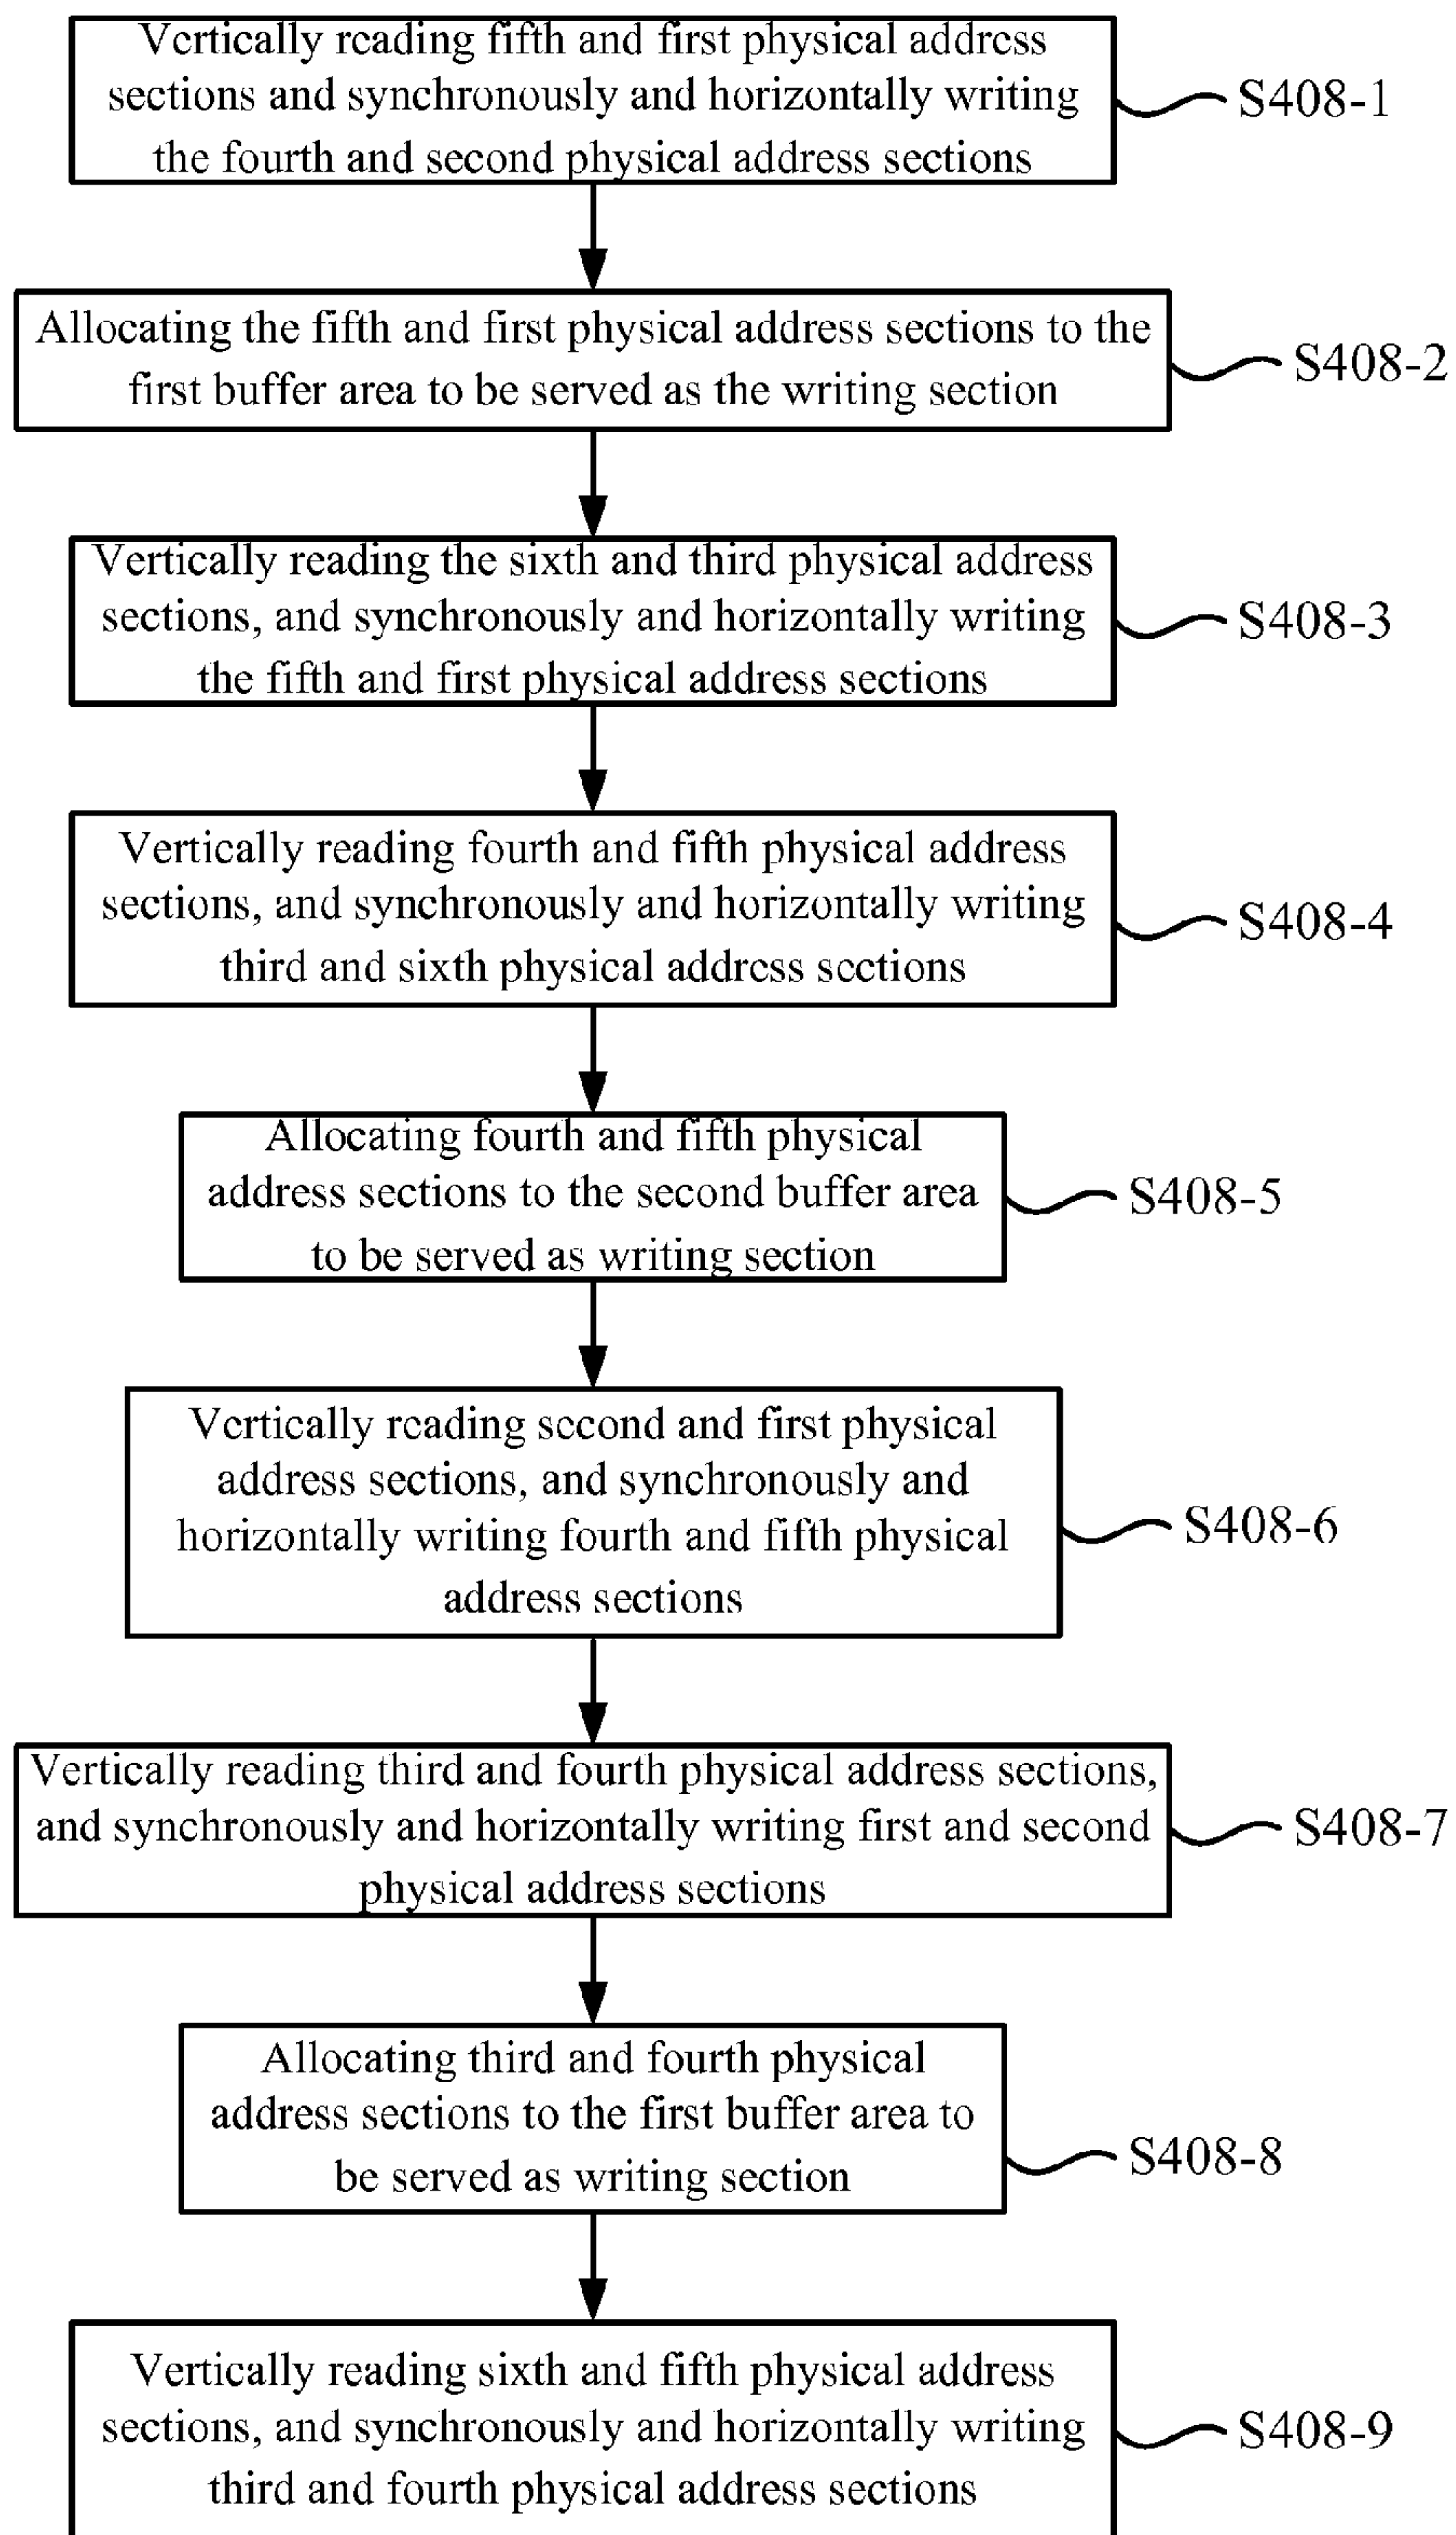 Vertically reading fifth and first physical address
sections and synchronously and horizontally writing
the fourth and second physical address sections
S408-1
Allocating the fifth and first physical address sections to the
first buffer area to be served as the writing section
S408-2
Vertically reading the sixth and third physical address
sections, and synchronously and horizontally writing
the fifth and first physical address sections
S408-3
Vertically reading fourth and fifth physical address
sections, and synchronously and horizontally writing
third and sixth physical address sections
S408-4
Allocating fourth and fifth physical
address sections to the second buffer area
to be served as writing section
S408-5
Vertically reading second and first physical
address sections, and synchronously and
horizontally writing fourth and fifth physical
address sections
S408-6
Vertically reading third and fourth physical address sections,
and synchronously and horizontally writing first and second
physical address sections
S408-7
Allocating third and fourth physical
address sections to the first buffer area to
be served as writing section
S408-8
Vertically reading sixth and fifth physical address
sections, and synchronously and horizontally writing
third and fourth physical address sections
S408-9